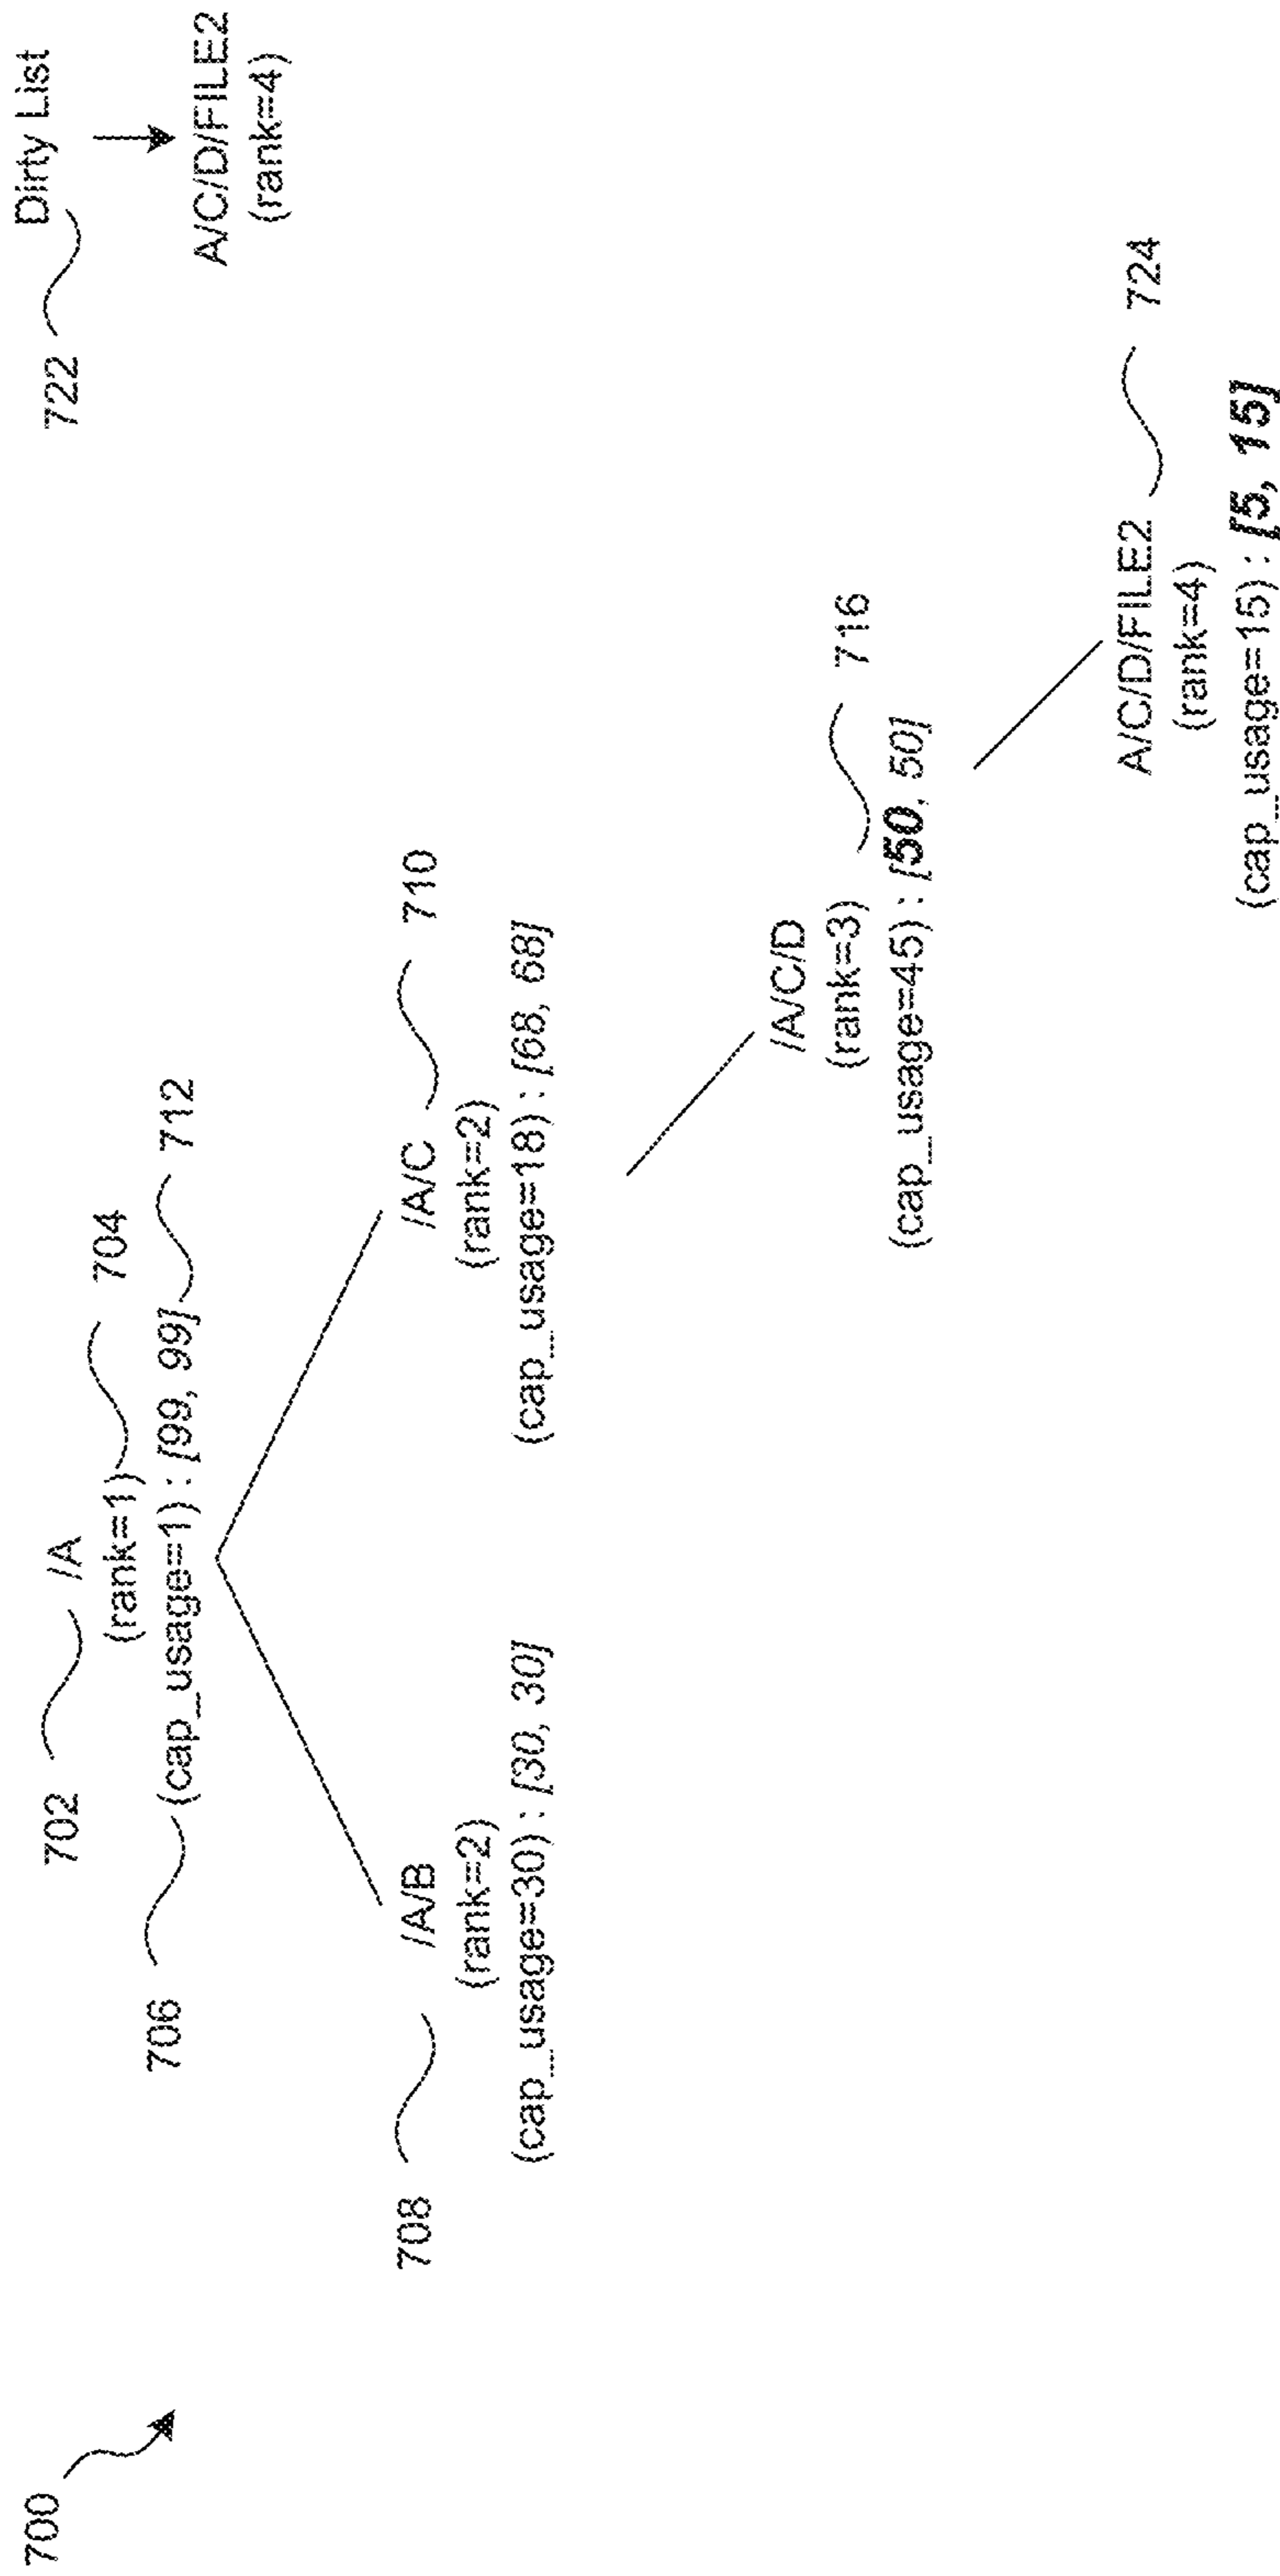 700
702
/A
(rank=1)
704
706
(cap_usage=1) : [99, 99]
712
722
Dirty List
A/C/D/FILE2
(rank=4)
708
/A/B
(rank=2)
(cap_usage=30) : [30, 30]
/A/C
710
(rank=2)
(cap_usage=18) : [68, 68]
/A/C/D
(rank=3)
716
(cap_usage=45) : [50, 50]
A/C/D/FILE2
724
(rank=4)
(cap_usage=15) : [5, 15]